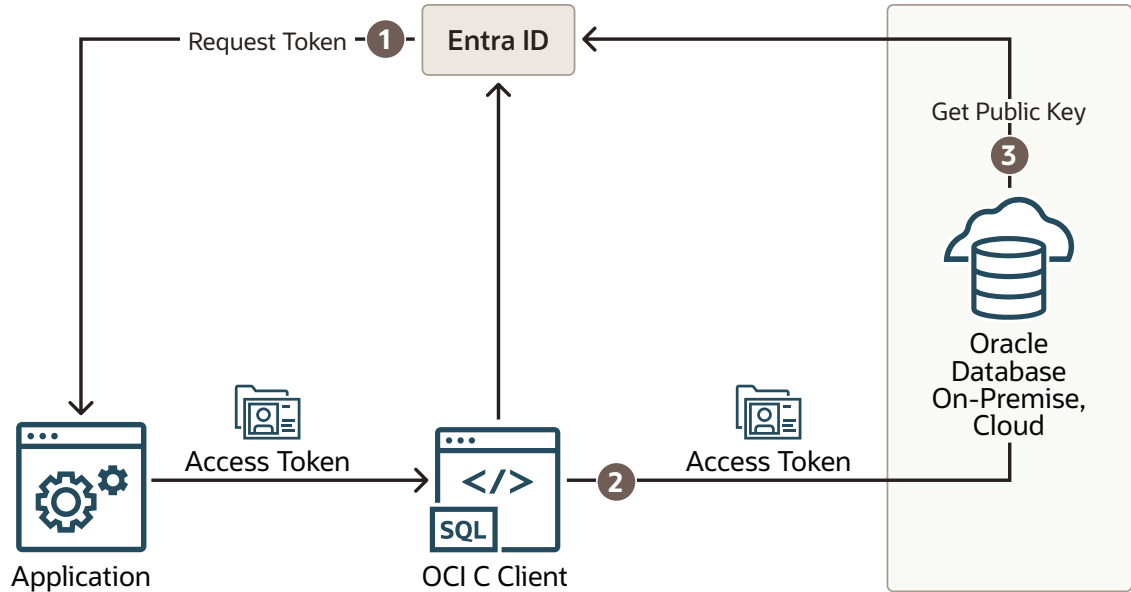 Request Token
1
Entra ID
Get Public Key
3
Oracle
Database
On-Premise,
Cloud
Access Token
Access Token
</>
2
SQL
Application
OCI C Client